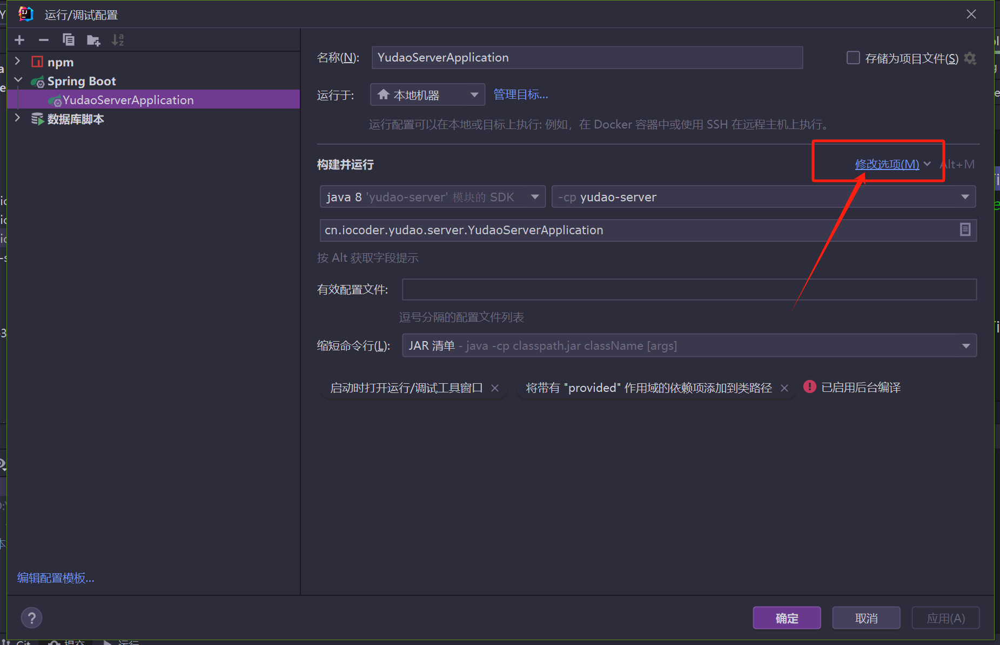 运行/调试配置
npm
Spring Boot
YudaoServerApplication
数据库脚本
编辑配置模板...
名称(N): YudaoServerApplication 存储为项目文件(S)
运行于: 本地机器 管理目标...
运行配置可以在本地或目标上执行: 例如，在 Docker 容器中或使用 SSH 在远程主机上执行。
构建并运行 修改选项(M) Alt+M
java 8 'yudao-server' 模块的 SDK -cp yudao-server
cn.iocoder.yudao.server.YudaoServerApplication
按 Alt 获取字段提示
有效配置文件:
逗号分隔的配置文件列表
缩短命令行(L): JAR 清单 - java -cp classpath.jar className [args]
启动时打开运行/调试工具窗口 将带有 "provided" 作用域的依赖项添加到类路径 已启用后台编译
? 确定 取消 应用(A)
Git 提交 运行